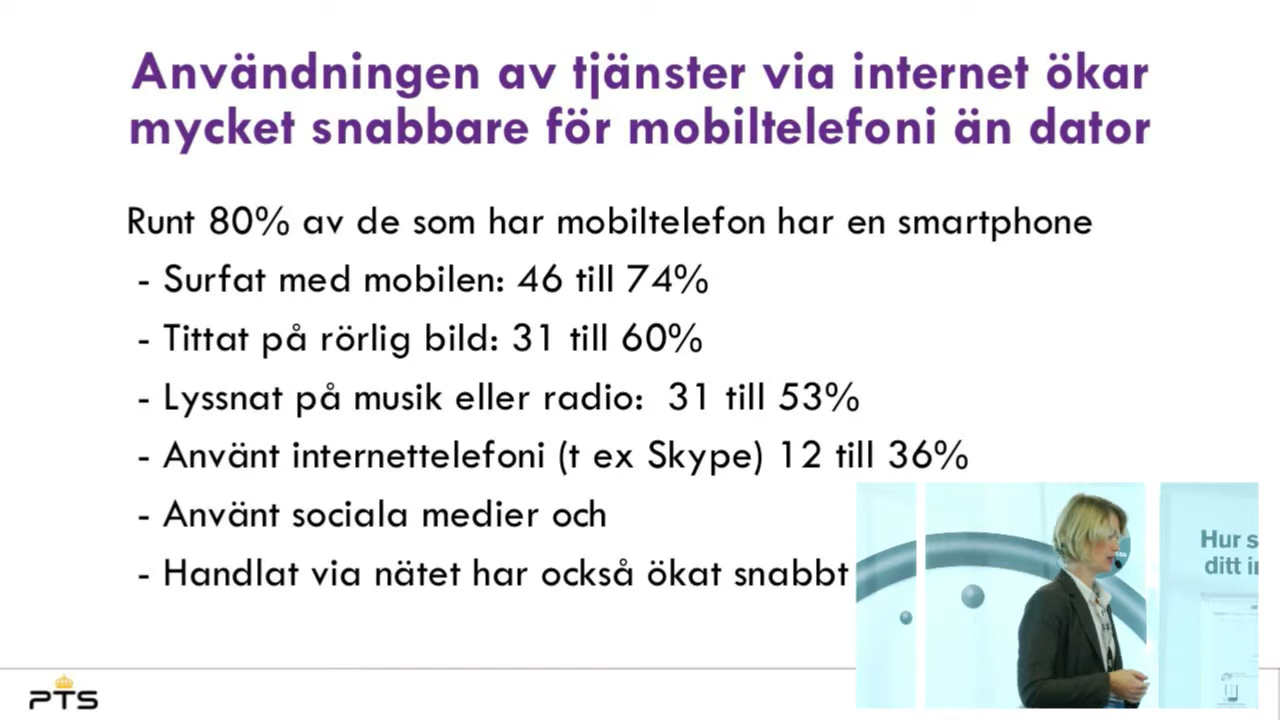 Användningen av tjänster via internet ökar
mycket snabbare för mobiltelefoni än dator
Runt 80% av de som har mobiltelefon har en smartphone
- Surfat med mobilen: 46 till 74%
- Tittat på rörlig bild: 31 till 60%
- Lyssnat på musik eller radio: 31 till 53%
- Använt internettelefoni (t ex Skype) 12 till 36%
- Använt sociala medier och
- Handlat via nätet har också ökat snabbt
Hur s
ditt i
PTS